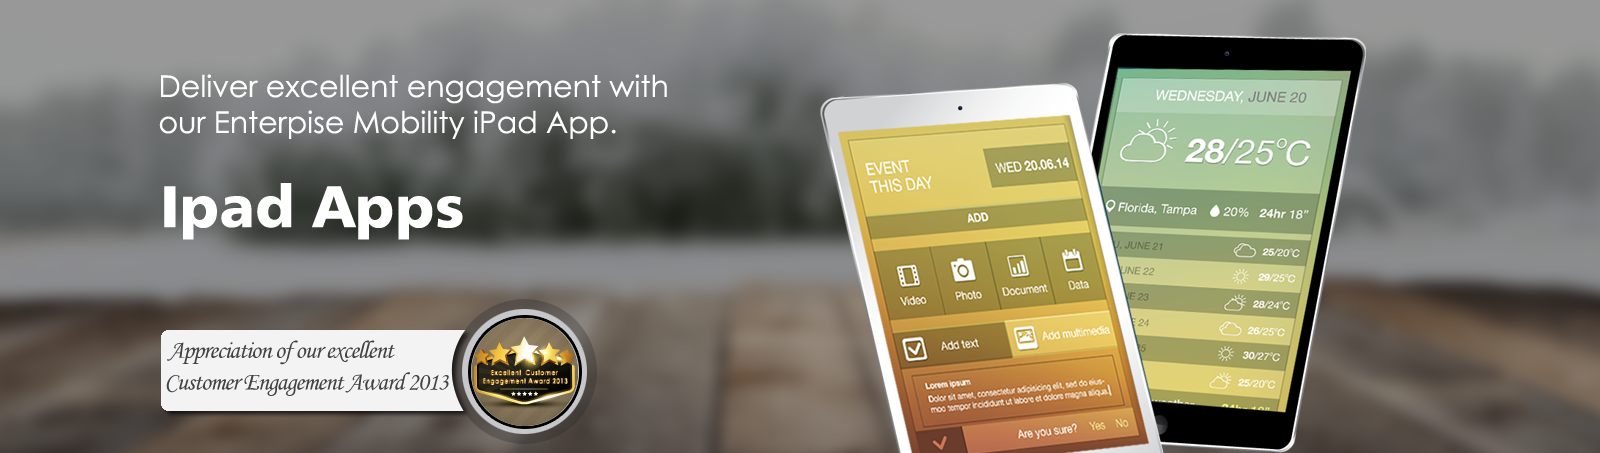 Deliver excellent engagement with
our Enterpise Mobility iPad App.
Ipad Apps
Appreciation of our excellent
Customer Engagement Award 2013
Excellent Customer
Engagement Award 2013
EVENT
THIS DAY
WED 20.06.14
ADD
Video
Photo
Document
Data
Add text
Add multimedia
Lorem ipsum
Dolor sit amet, consectetur adipisicing elit, sed do eius-
moc tempor incididunt ut labore et dolore magna aliqua.
Are you sure? Yes No
WEDNESDAY, JUNE 20
28/25°C
Florida, Tampa 20% 24hr 18"
JUNE 21 25/20°C
UNE 22 29/25°C
E 23 28/24°C
24 26/25°C
30/27°C
25/20°C